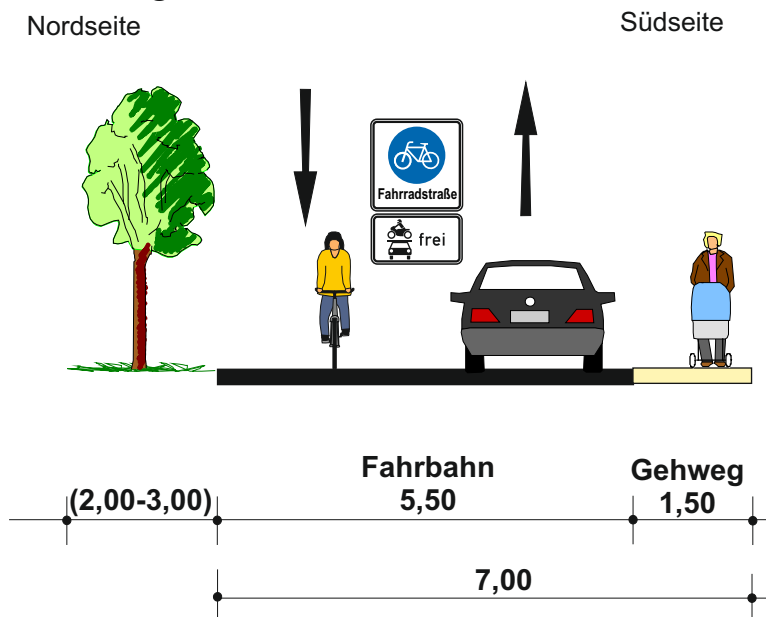 Nordseite
Südseite
Fahrradstraße
frei
Fahrbahn
Gehweg
(2,00-3,00)
5,50
1,50
7,00